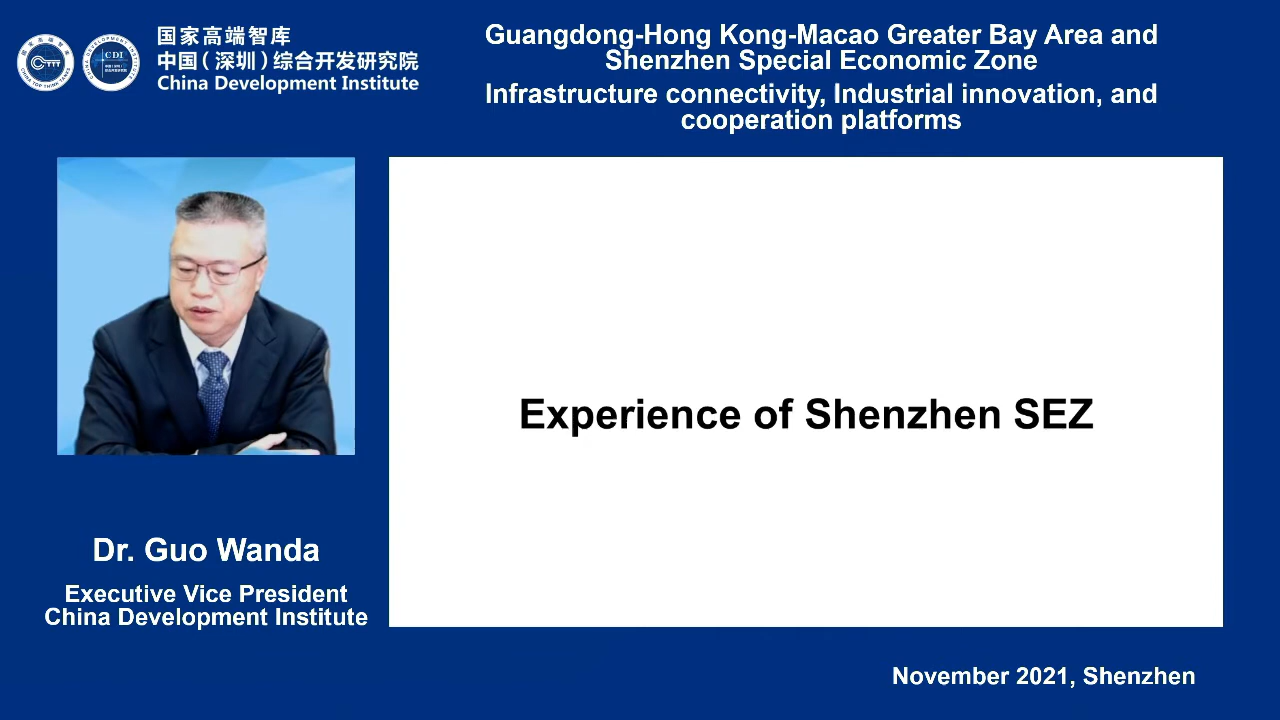 国家高端智库
中国（深圳）综合开发研究院
China Development Institute
CDI
Guangdong-Hong Kong-Macao Greater Bay Area and
Shenzhen Special Economic Zone
Infrastructure connectivity, Industrial innovation, and
cooperation platforms
Experience of Shenzhen SEZ
Dr. Guo Wanda
Executive Vice President
China Development Institute
November 2021, Shenzhen